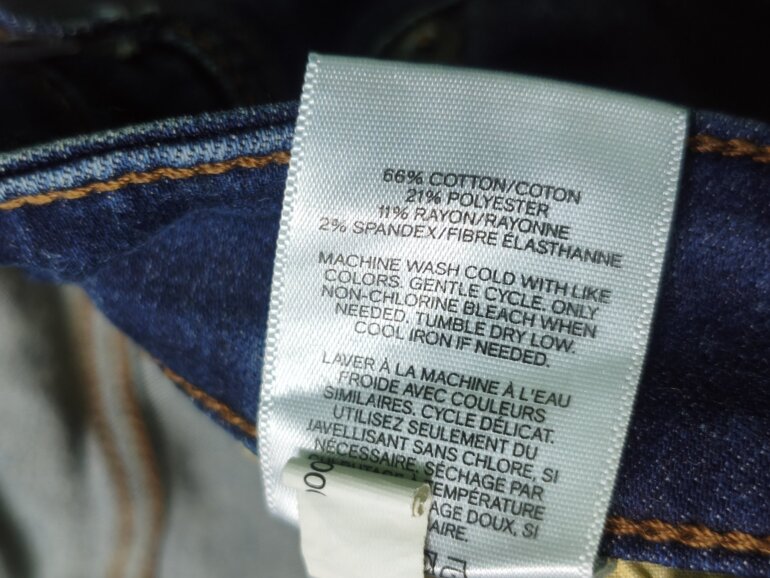 66% COTTON/COTON
21% POLYESTER
11% RAYON/RAYONNE
2% SPANDEX/FIBRE ÉLASTHANNE
MACHINE WASH COLD WITH LIKE
COLORS. GENTLE CYCLE. ONLY
NON-CHLORINE BLEACH WHEN
NEEDED. TUMBLE DRY LOW.
COOL IRON IF NEEDED.
LAVER À LA MACHINE À L'EAU
FROIDE AVEC COULEURS
SIMILAIRES. CYCLE DÉLICAT.
UTILISEZ SEULEMENT DU
JAVELLISANT SANS CHLORE, SI
NÉCESSAIRE. SÉCHAGE PAR
TEMPÉRATURE
DOUX, SI